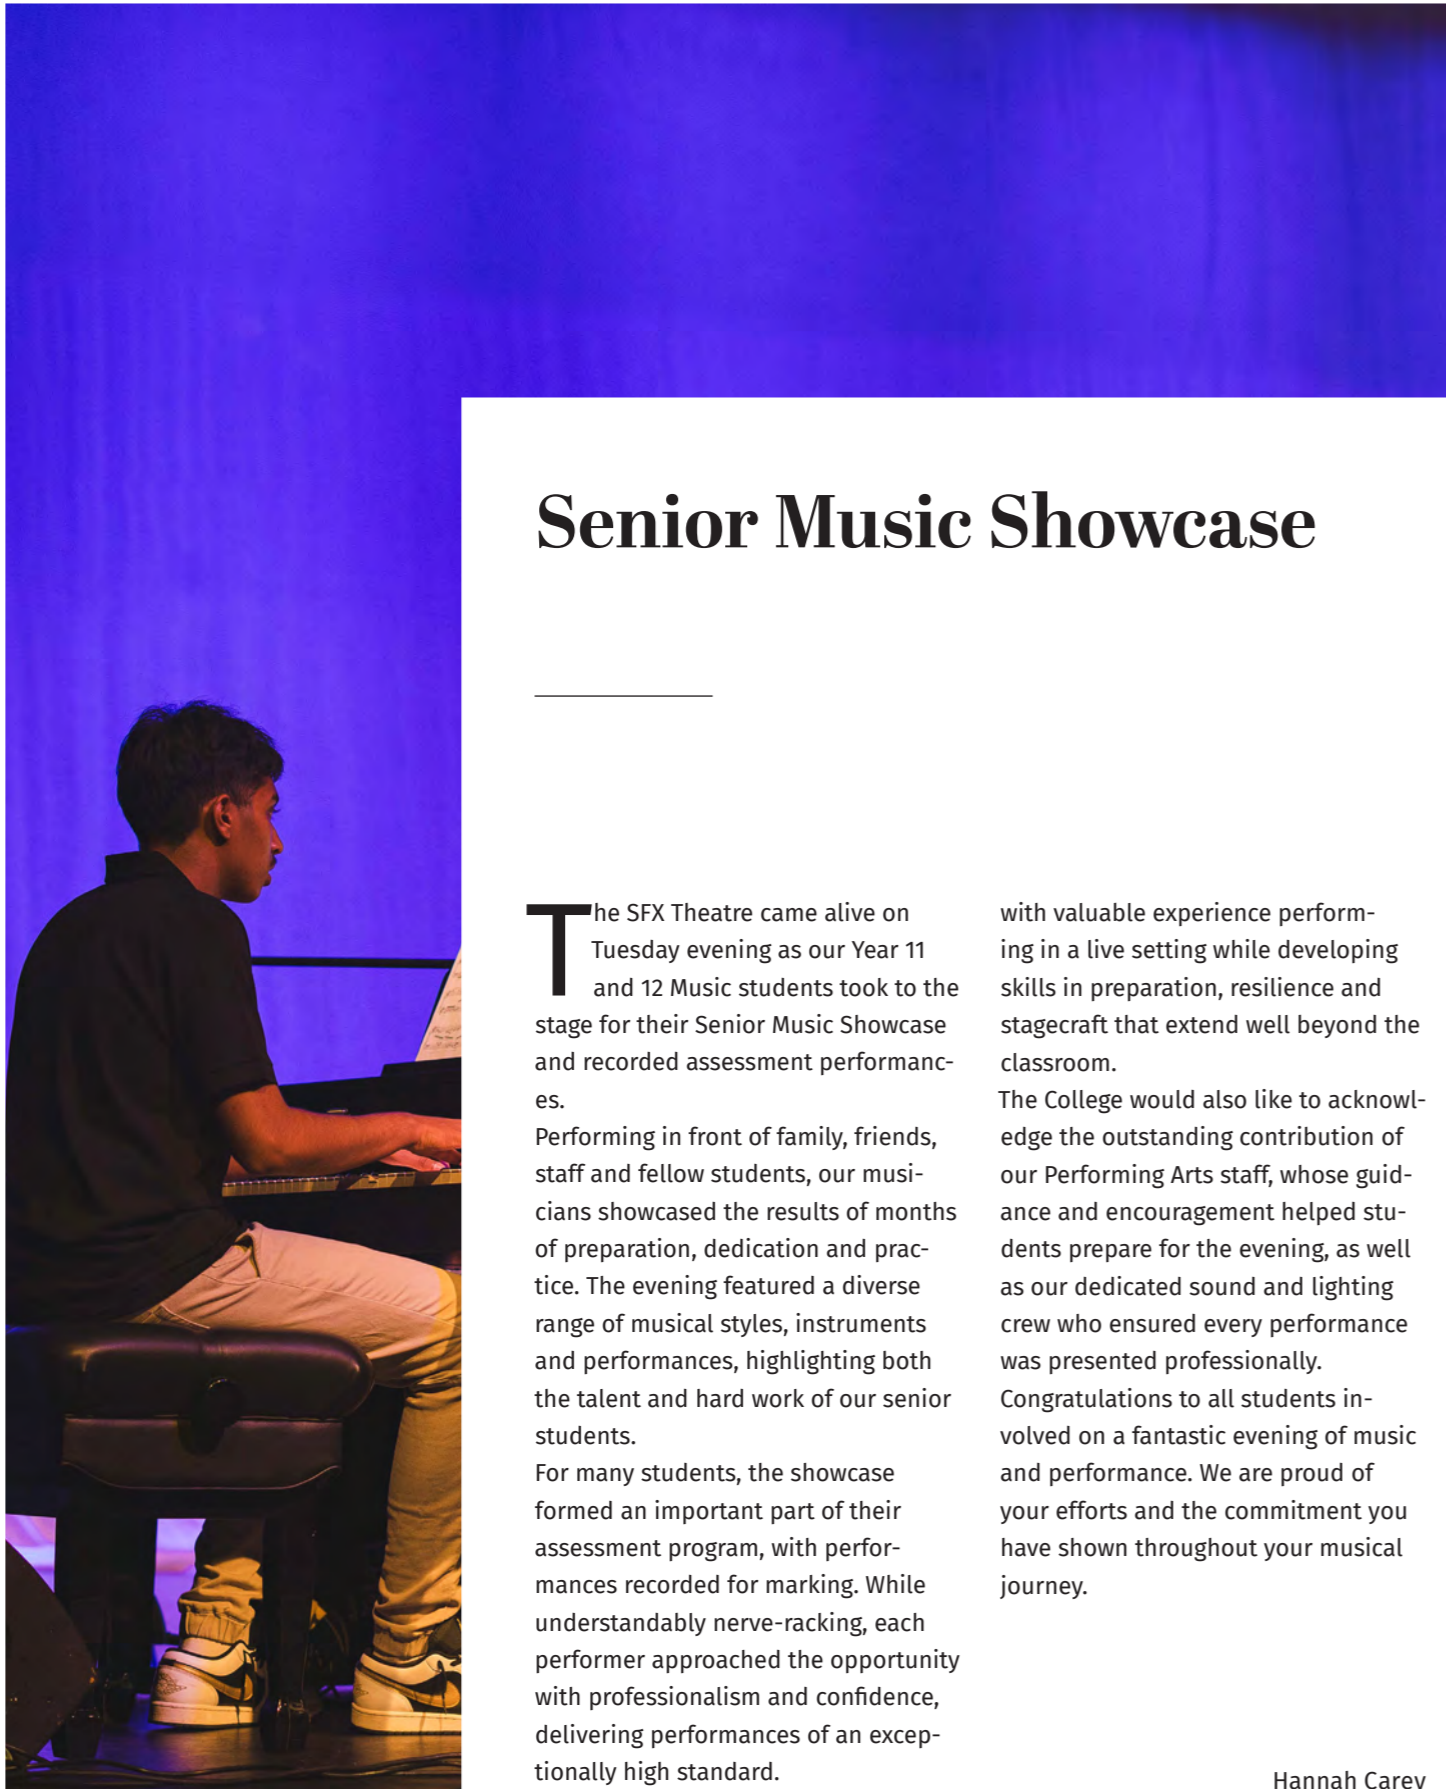 Senior Music Showcase
The SFX Theatre came alive on
Tuesday evening as our Year 11
and 12 Music students took to the
stage for their Senior Music Showcase
and recorded assessment performanc-
es.
Performing in front of family, friends,
staff and fellow students, our musi-
cians showcased the results of months
of preparation, dedication and prac-
tice. The evening featured a diverse
range of musical styles, instruments
and performances, highlighting both
the talent and hard work of our senior
students.
For many students, the showcase
formed an important part of their
assessment program, with perfor-
mances recorded for marking. While
understandably nerve-racking, each
performer approached the opportunity
with professionalism and confidence,
delivering performances of an excep-
tionally high standard.
with valuable experience perform-
ing in a live setting while developing
skills in preparation, resilience and
stagecraft that extend well beyond the
classroom.
The College would also like to acknowl-
edge the outstanding contribution of
our Performing Arts staff, whose guid-
ance and encouragement helped stu-
dents prepare for the evening, as well
as our dedicated sound and lighting
crew who ensured every performance
was presented professionally.
Congratulations to all students in-
volved on a fantastic evening of music
and performance. We are proud of
your efforts and the commitment you
have shown throughout your musical
journey.
Hannah Carey